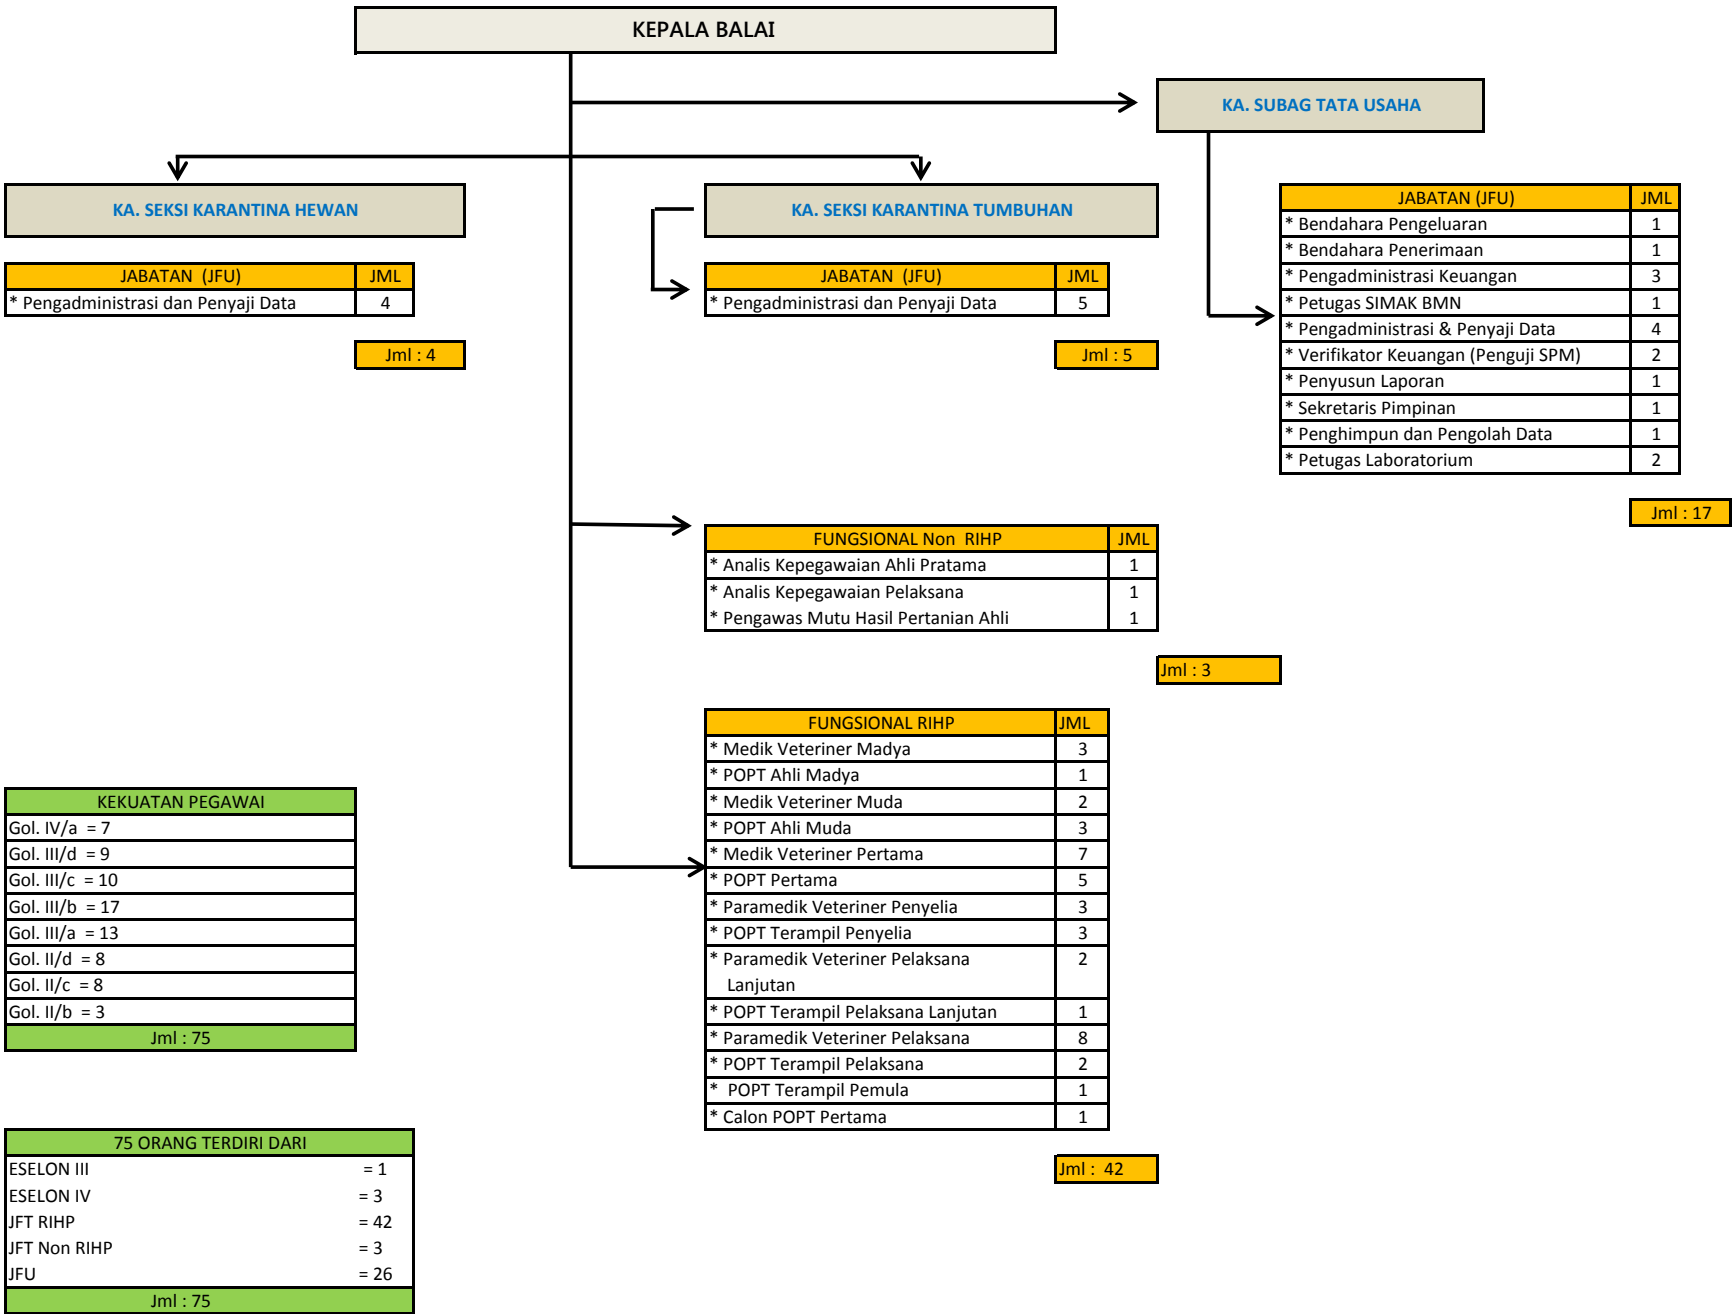 KEPALA BALAI
KA. SUBAG TATA USAHA
KA. SEKSI KARANTINA HEWAN
KA. SEKSI KARANTINA TUMBUHAN
JABATAN (JFU) JML
* Pengadministrasi dan Penyaji Data 4
Jml : 4
JABATAN (JFU) JML
* Pengadministrasi dan Penyaji Data 5
Jml : 5
JABATAN (JFU) JML
* Bendahara Pengeluaran 1
* Bendahara Penerimaan 1
* Pengadministrasi Keuangan 3
* Petugas SIMAK BMN 1
* Pengadministrasi & Penyaji Data 4
* Verifikator Keuangan (Penguji SPM) 2
* Penyusun Laporan 1
* Sekretaris Pimpinan 1
* Penghimpun dan Pengolah Data 1
* Petugas Laboratorium 2
Jml : 17
FUNGSIONAL Non RIHP JML
* Analis Kepegawaian Ahli Pratama 1
* Analis Kepegawaian Pelaksana 1
* Pengawas Mutu Hasil Pertanian Ahli 1
Jml : 3
FUNGSIONAL RIHP JML
* Medik Veteriner Madya 3
* POPT Ahli Madya 1
* Medik Veteriner Muda 2
* POPT Ahli Muda 3
* Medik Veteriner Pertama 7
* POPT Pertama 5
* Paramedik Veteriner Penyelia 3
* POPT Terampil Penyelia 3
* Paramedik Veteriner Pelaksana 2
Lanjutan
* POPT Terampil Pelaksana Lanjutan 1
* Paramedik Veteriner Pelaksana 8
* POPT Terampil Pelaksana 2
* POPT Terampil Pemula 1
* Calon POPT Pertama 1
Jml : 42
KEKUATAN PEGAWAI
Gol. IV/a = 7
Gol. III/d = 9
Gol. III/c = 10
Gol. III/b = 17
Gol. III/a = 13
Gol. II/d = 8
Gol. II/c = 8
Gol. II/b = 3
Jml : 75
75 ORANG TERDIRI DARI
ESELON III = 1
ESELON IV = 3
JFT RIHP = 42
JFT Non RIHP = 3
JFU = 26
Jml : 75